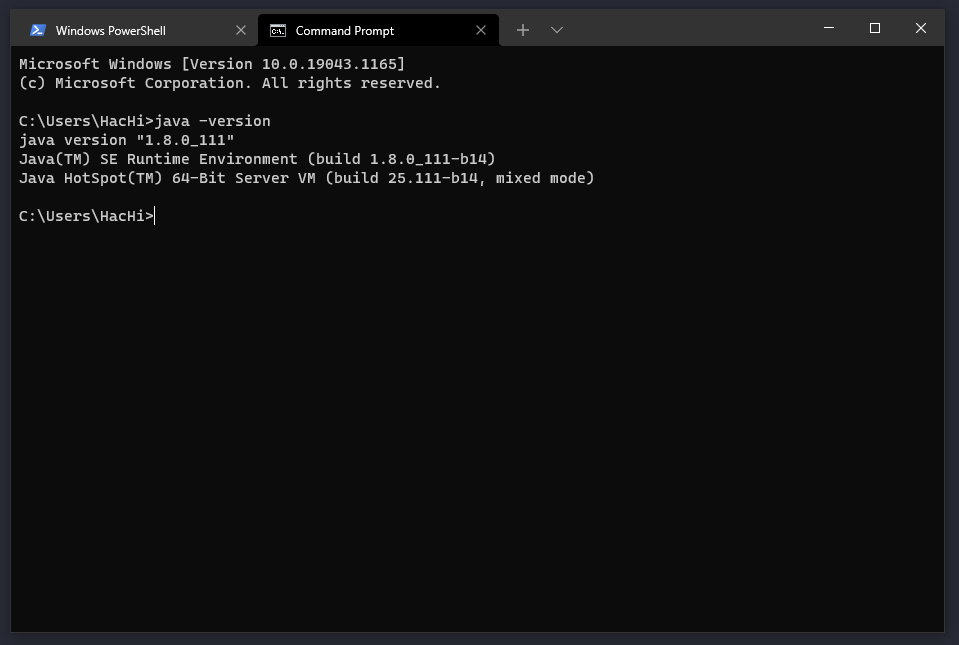 Windows PowerShell
Command Prompt
Microsoft Windows [Version 10.0.19043.1165]
(c) Microsoft Corporation. All rights reserved.
C:\Users\HacHi>java -version
java version "1.8.0_111"
Java(TM) SE Runtime Environment (build 1.8.0_111-b14)
Java HotSpot(TM) 64-Bit Server VM (build 25.111-b14, mixed mode)
C:\Users\HacHi>